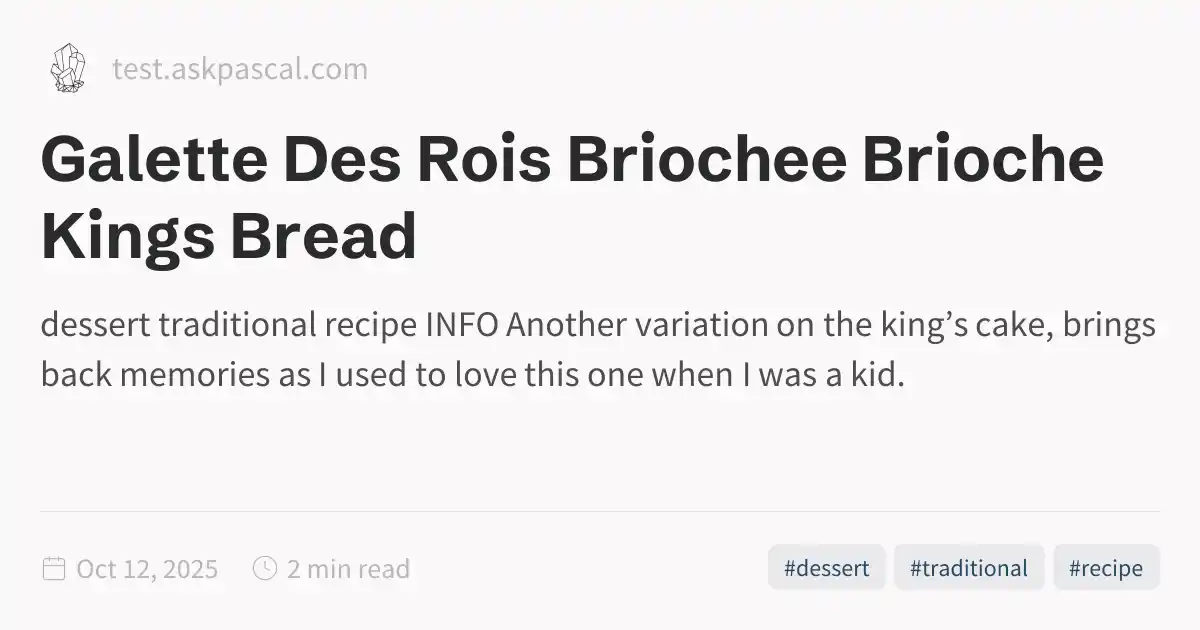 test.askpascal.com
Galette Des Rois Briochee Brioche
Kings Bread
dessert traditional recipe INFO Another variation on the king’s cake, brings
back memories as I used to love this one when I was a kid.
Oct 12, 2025 2 min read #dessert #traditional #recipe